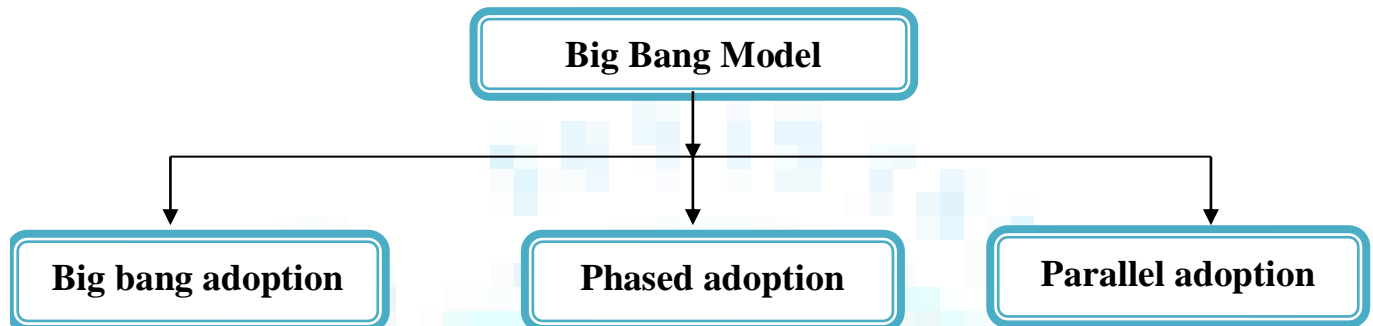 Big Bang Model
Big bang adoption
Phased adoption
Parallel adoption